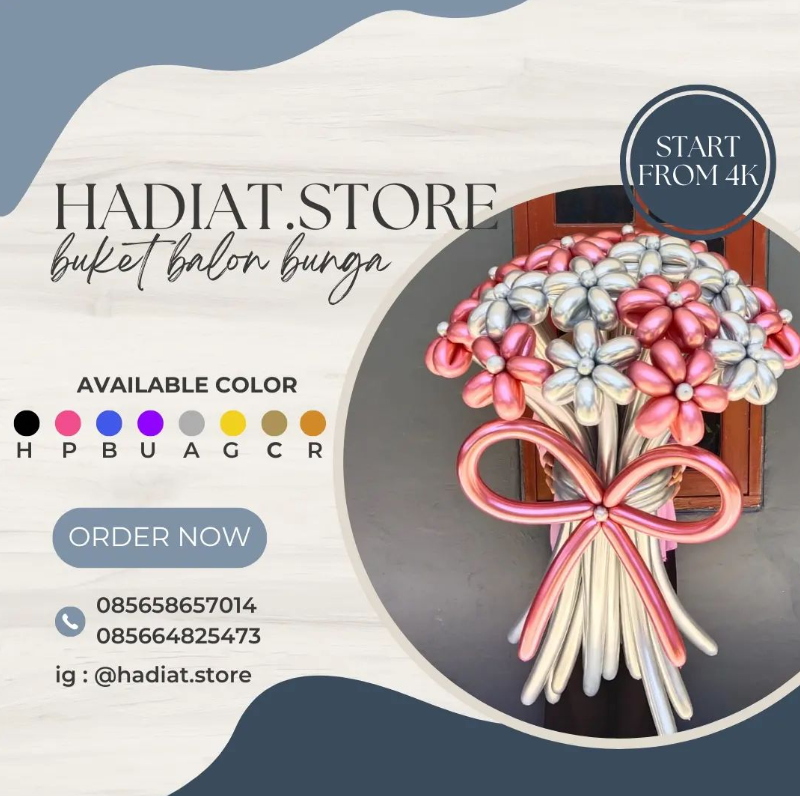 START
FROM 4K
HADIAT.STORE
buket balon bunga
AVAILABLE COLOR
H P B U A G C R
ORDER NOW
085658657014
085664825473
ig : @hadiat.store